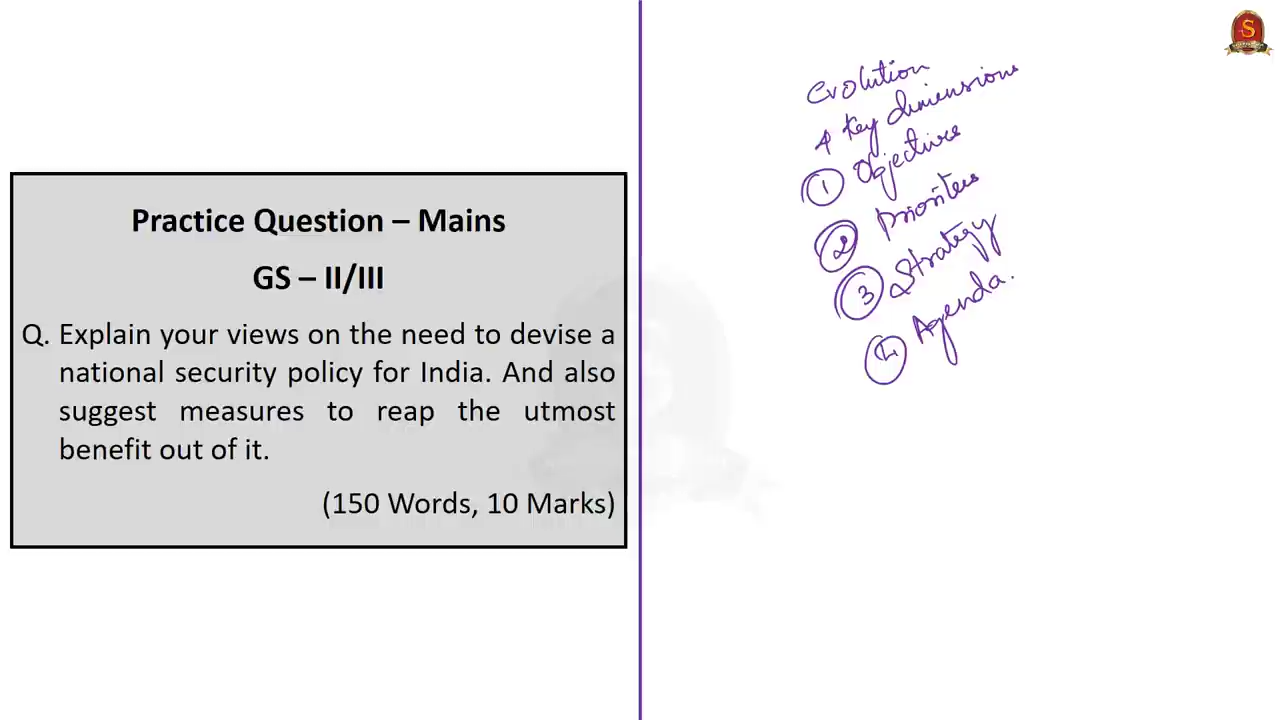 Practice Question – Mains
GS – II/III
Q. Explain your views on the need to devise a
national security policy for India. And also
suggest measures to reap the utmost
benefit out of it.
(150 Words, 10 Marks)
Evolution
4 key dimensions
1 Objectives
2 Priorities
3 Strategy
4 Agenda.
S